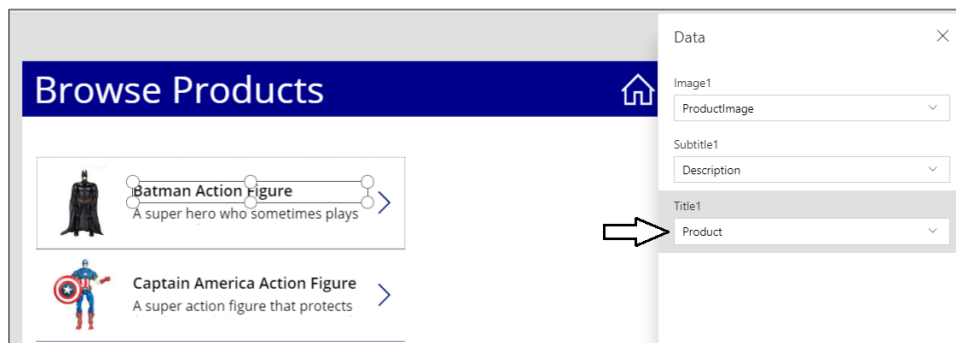 Data
Browse Products
Image1
ProductImage
Subtitle1
Description
Batman Action Figure
A super hero who sometimes plays
Title1
Product
Captain America Action Figure
A super action figure that protects